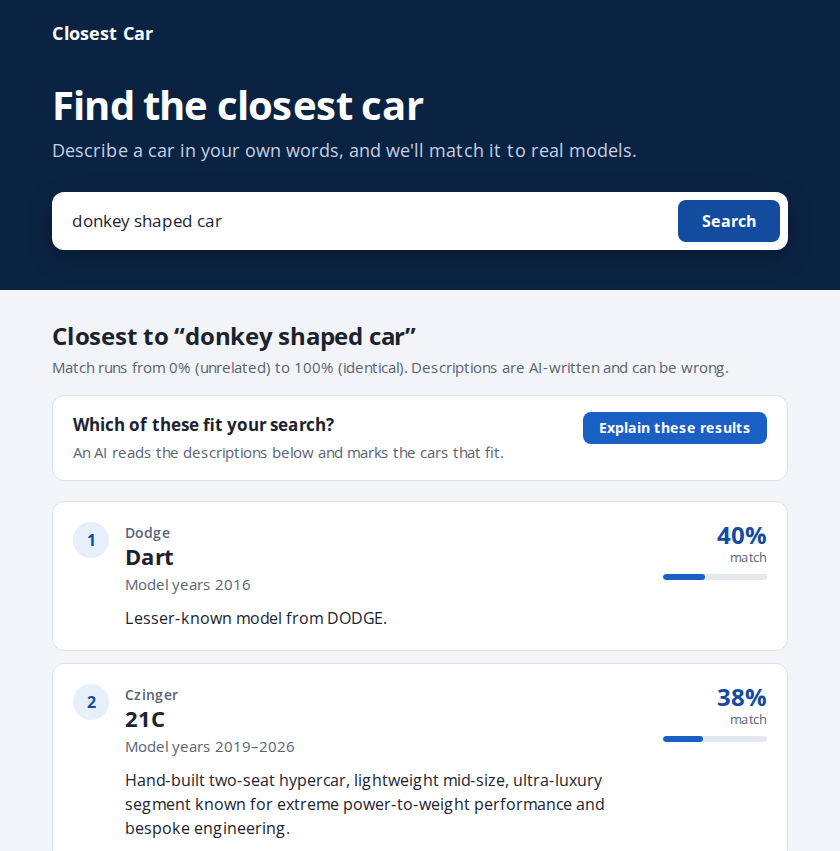 Closest Car
Find the closest car
Describe a car in your own words, and we'll match it to real models.
donkey shaped car
Search
Closest to “donkey shaped car”
Match runs from 0% (unrelated) to 100% (identical). Descriptions are AI-written and can be wrong.
Which of these fit your search?
Explain these results
An AI reads the descriptions below and marks the cars that fit.
1
Dodge
Dart
Model years 2016
Lesser-known model from DODGE.
40%
match
2
Czinger
21C
Model years 2019–2026
Hand-built two-seat hypercar, lightweight mid-size, ultra-luxury
segment known for extreme power-to-weight performance and
bespoke engineering.
38%
match